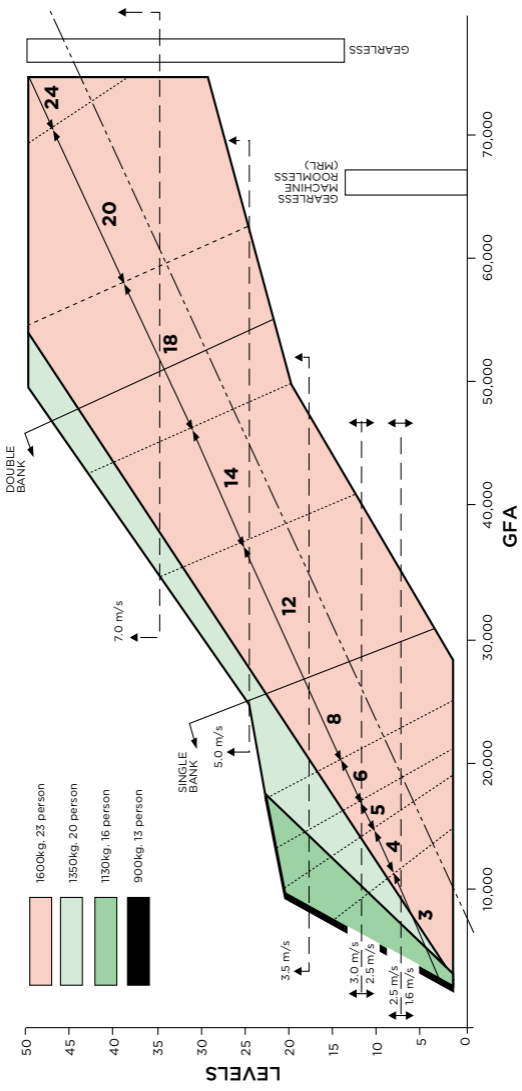 1600kg. 23 person
1350kg. 20 person
1130kg. 16 person
900kg. 13 person
LEVELS
50
45
40
35
30
25
20
15
10
5
0
GFA
10,000
20,000
30,000
40,000
50,000
60,000
70,000
3.5 m/s
3.0 m/s
2.5 m/s
2.5 m/s
1.6 m/s
5.0 m/s
7.0 m/s
SINGLE
BANK
DOUBLE
BANK
3
4
5
6
8
12
14
18
20
24
GEARLESS
MACHINE
ROOMLESS
(MRL)
GEARLESS